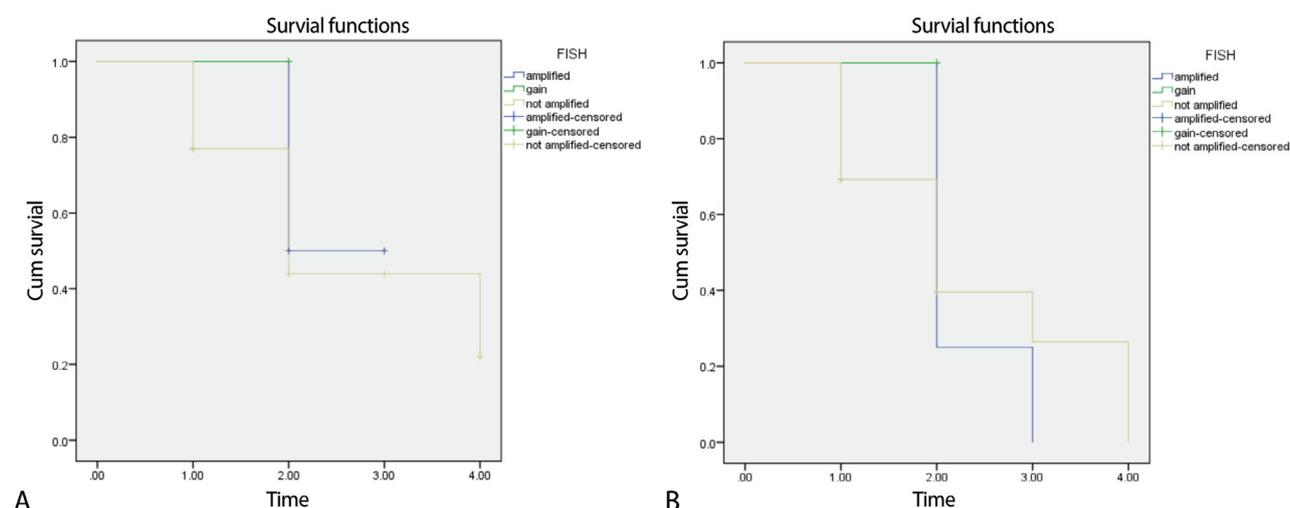 Survial functions
FISH
amplified
gain
not amplified
amplified-censored
gain-censored
not amplified-censored
1.0
0.8
0.6
0.4
0.2
0.0
Cum survial
.00 1.00 2.00 3.00 4.00
Time
A
Survial functions
FISH
amplified
gain
not amplified
amplified-censored
gain-censored
not amplified-censored
1.0
0.8
0.6
0.4
0.2
0.0
Cum survial
.00 1.00 2.00 3.00 4.00
Time
B